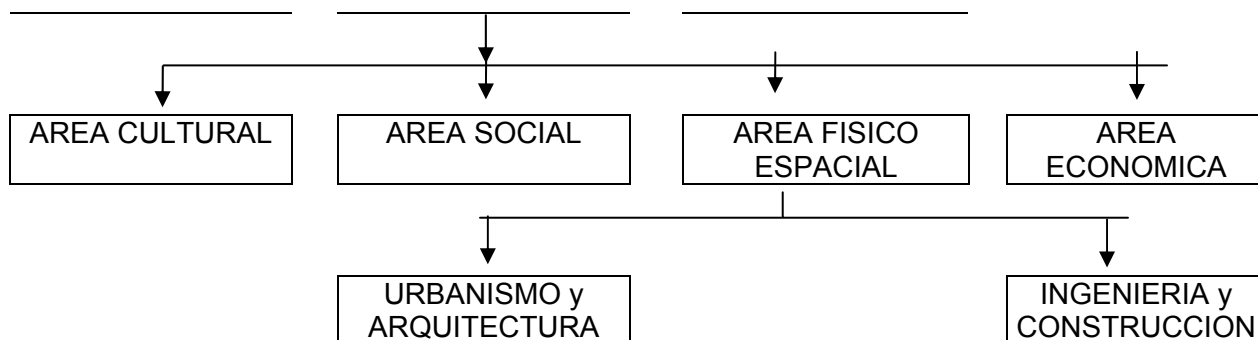 AREA CULTURAL
AREA SOCIAL
AREA FISICO
ESPACIAL
AREA
ECONOMICA
URBANISMO y
ARQUITECTURA
INGENIERIA y
CONSTRUCCION